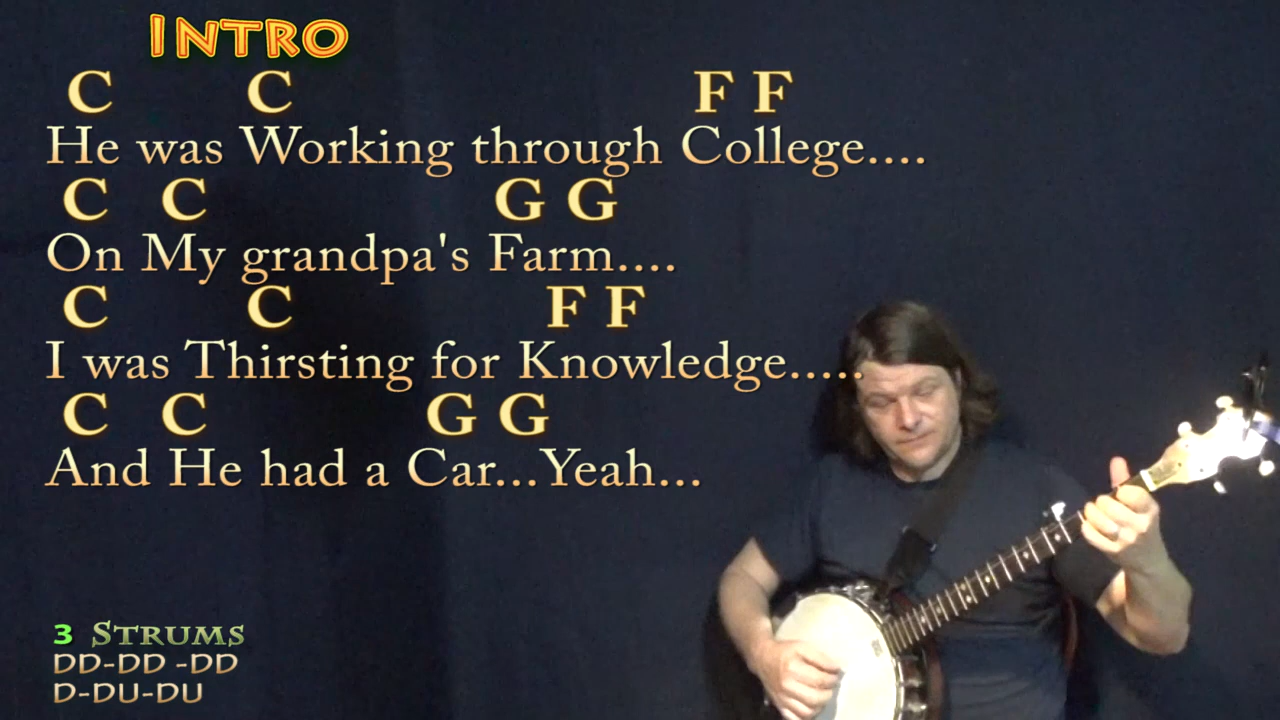 INTRO
C C F F
He was Working through College....
C C G G
On My grandpa's Farm....
C C F F
I was Thirsting for Knowledge.....
C C G G
And He had a Car...Yeah...
3 STRUMS
DD-DD -DD
D-DU-DU